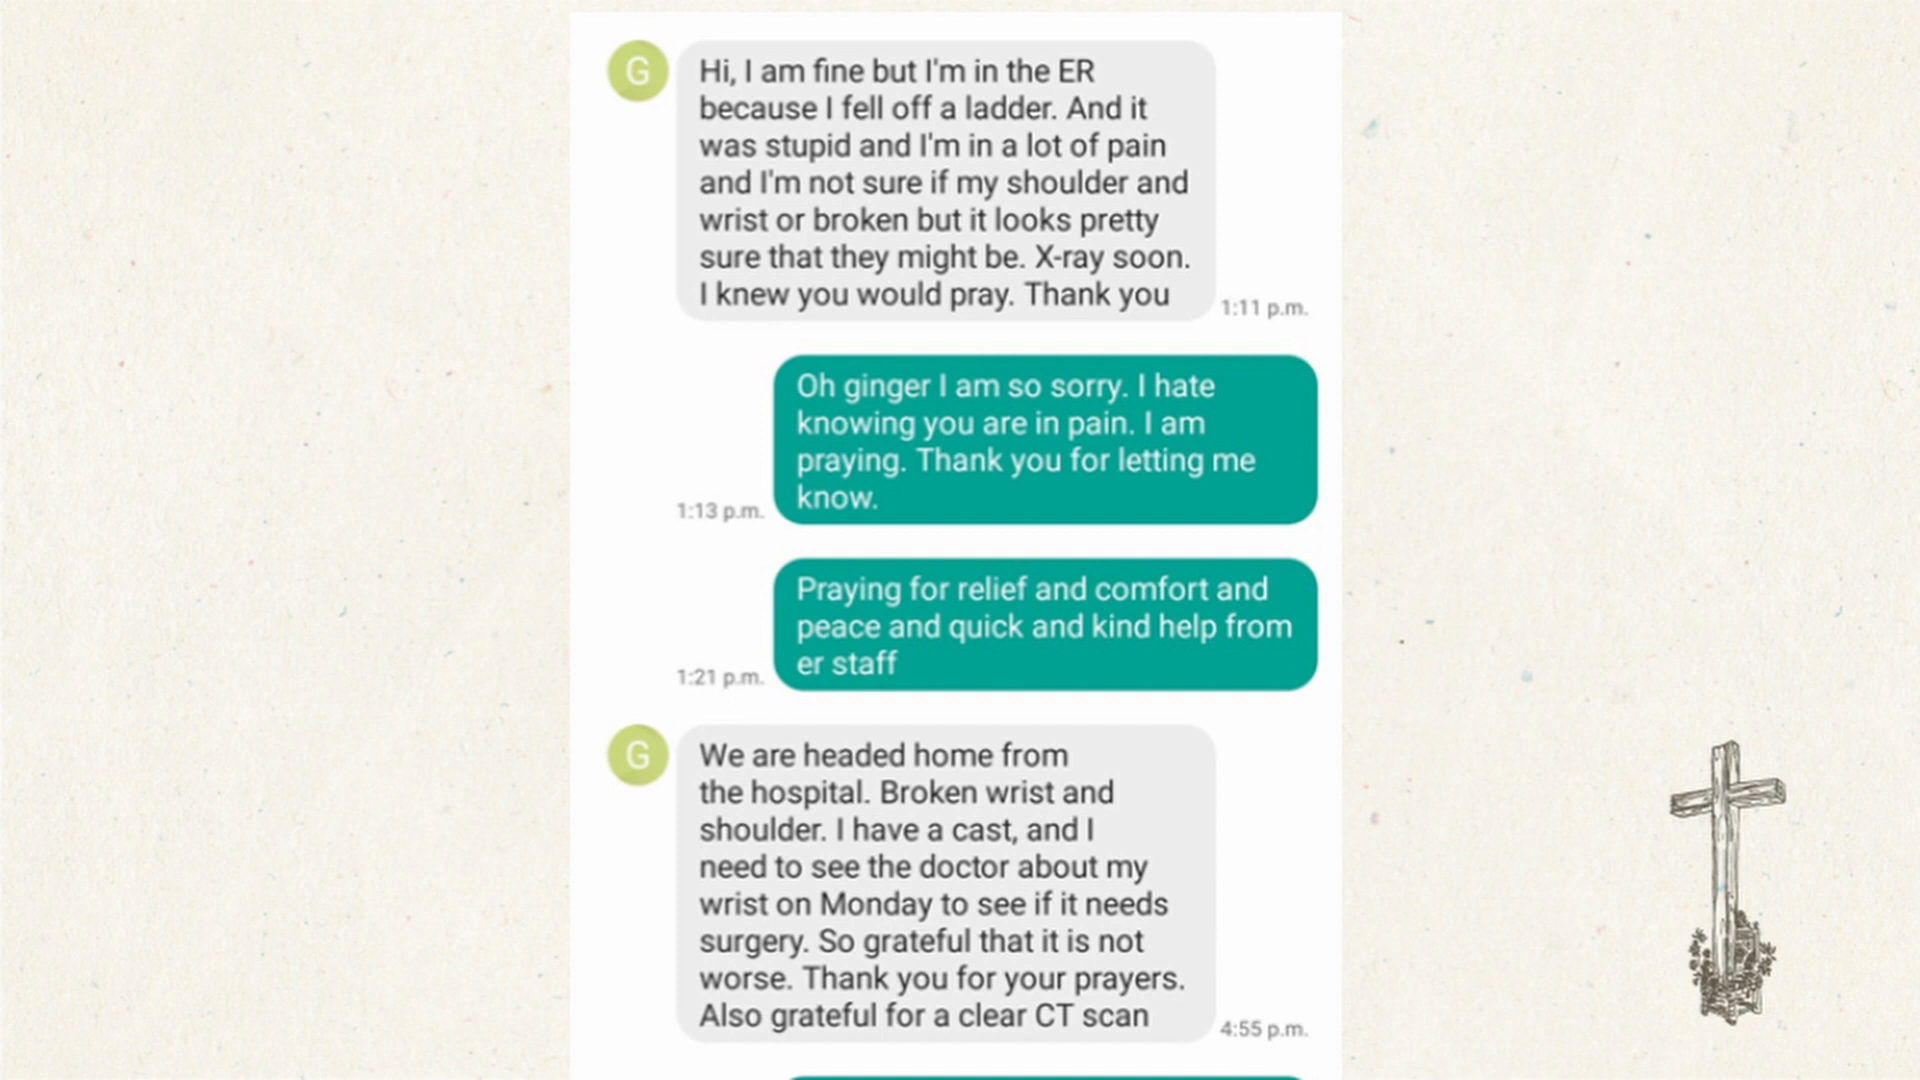 G
Hi, I am fine but I'm in the ER
because I fell off a ladder. And it
was stupid and I'm in a lot of pain
and I'm not sure if my shoulder and
wrist or broken but it looks pretty
sure that they might be. X-ray soon.
I knew you would pray. Thank you
1:11 p.m.
Oh ginger I am so sorry. I hate
knowing you are in pain. I am
praying. Thank you for letting me
know.
1:13 p.m.
Praying for relief and comfort and
peace and quick and kind help from
er staff
1:21 p.m.
G
We are headed home from
the hospital. Broken wrist and
shoulder. I have a cast, and I
need to see the doctor about my
wrist on Monday to see if it needs
surgery. So grateful that it is not
worse. Thank you for your prayers.
Also grateful for a clear CT scan
4:55 p.m.